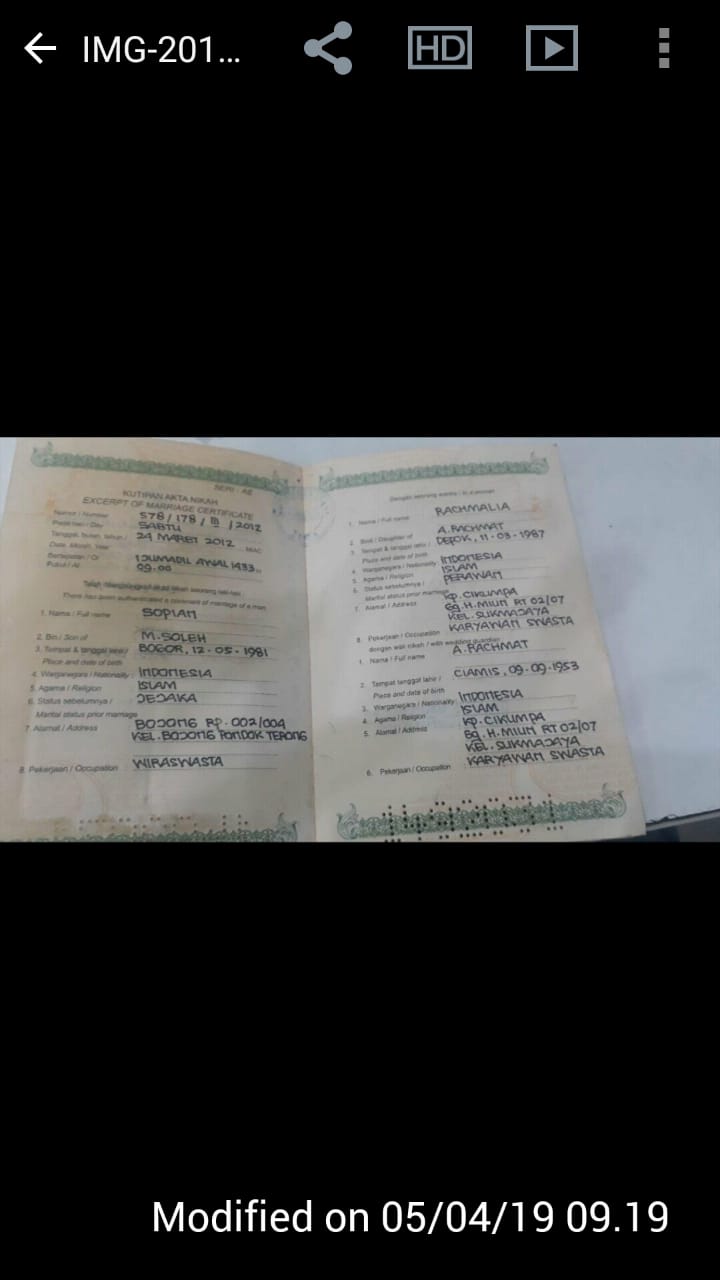 IMG-201...
HD
SERI : AE
KUTIPAN AKTA NIKAH
EXCERPT OF MARRIAGE CERTIFICATE
Nomor / Number 578 / 178 / III / 2012
Pada hari / Day SABTU
Tanggal, bulan, tahun / 24 MARET 2012
Date, Month, Year
MAC
Bertepatan / Or 1 JUMADIL AWAL 1433
Pukul / At 09.00
Telah dilangsungkan akad nikah seorang laki-laki :
There has been authenticated a covenant of marriage of a man
1. Name / Full name SOPIAN
2. Bin / Son of M. SOLEH
3. Tempat & tanggal lahir / BOGOR, 12 - 05 - 1981
Place and date of birth
4. Warganegara / Nationality INDONESIA
5. Agama / Religion ISLAM
6. Status sebelumnya / JEJAKA
Marital status prior marriage
7. Alamat / Address BOJONG RP. 002/004
KEL. BOJONG PONDOK TERONG
8. Pekerjaan / Occupation WIRASWASTA
Dengan seorang wanita / to a woman
1. Nama / Full name RACHMALIA
2. Binti / Daughter of A. RACHMAT
3. Tempat & tanggal lahir / DEPOK, 11 - 03 - 1987
Place and date of birth
4. Warganegara / Nationality INDONESIA
5. Agama / Religion ISLAM
6. Status sebelumnya / PERAWAN
Marital status prior marriage
7. Alamat / Address KP. CIKUMPA
Gg. H. MIUN RT 02/07
KEL. SUKMAJAYA
8. Pekerjaan / Occupation KARYAWAN SWASTA
dengan wali nikah / with wedding guardian
1. Name / Full name A. RACHMAT
2. Tempat tanggal lahir / CIAMIS, 09 - 09 - 1953
Place and date of birth
3. Warganegara / Nationality INDONESIA
4. Agama / Religion ISLAM
5. Alamat / Address KP. CIKUMPA
Gg. H. MIUN RT 02/07
KEL. SUKMAJAYA
6. Pekerjaan / Occupation KARYAWAN SWASTA
Modified on 05/04/19 09.19